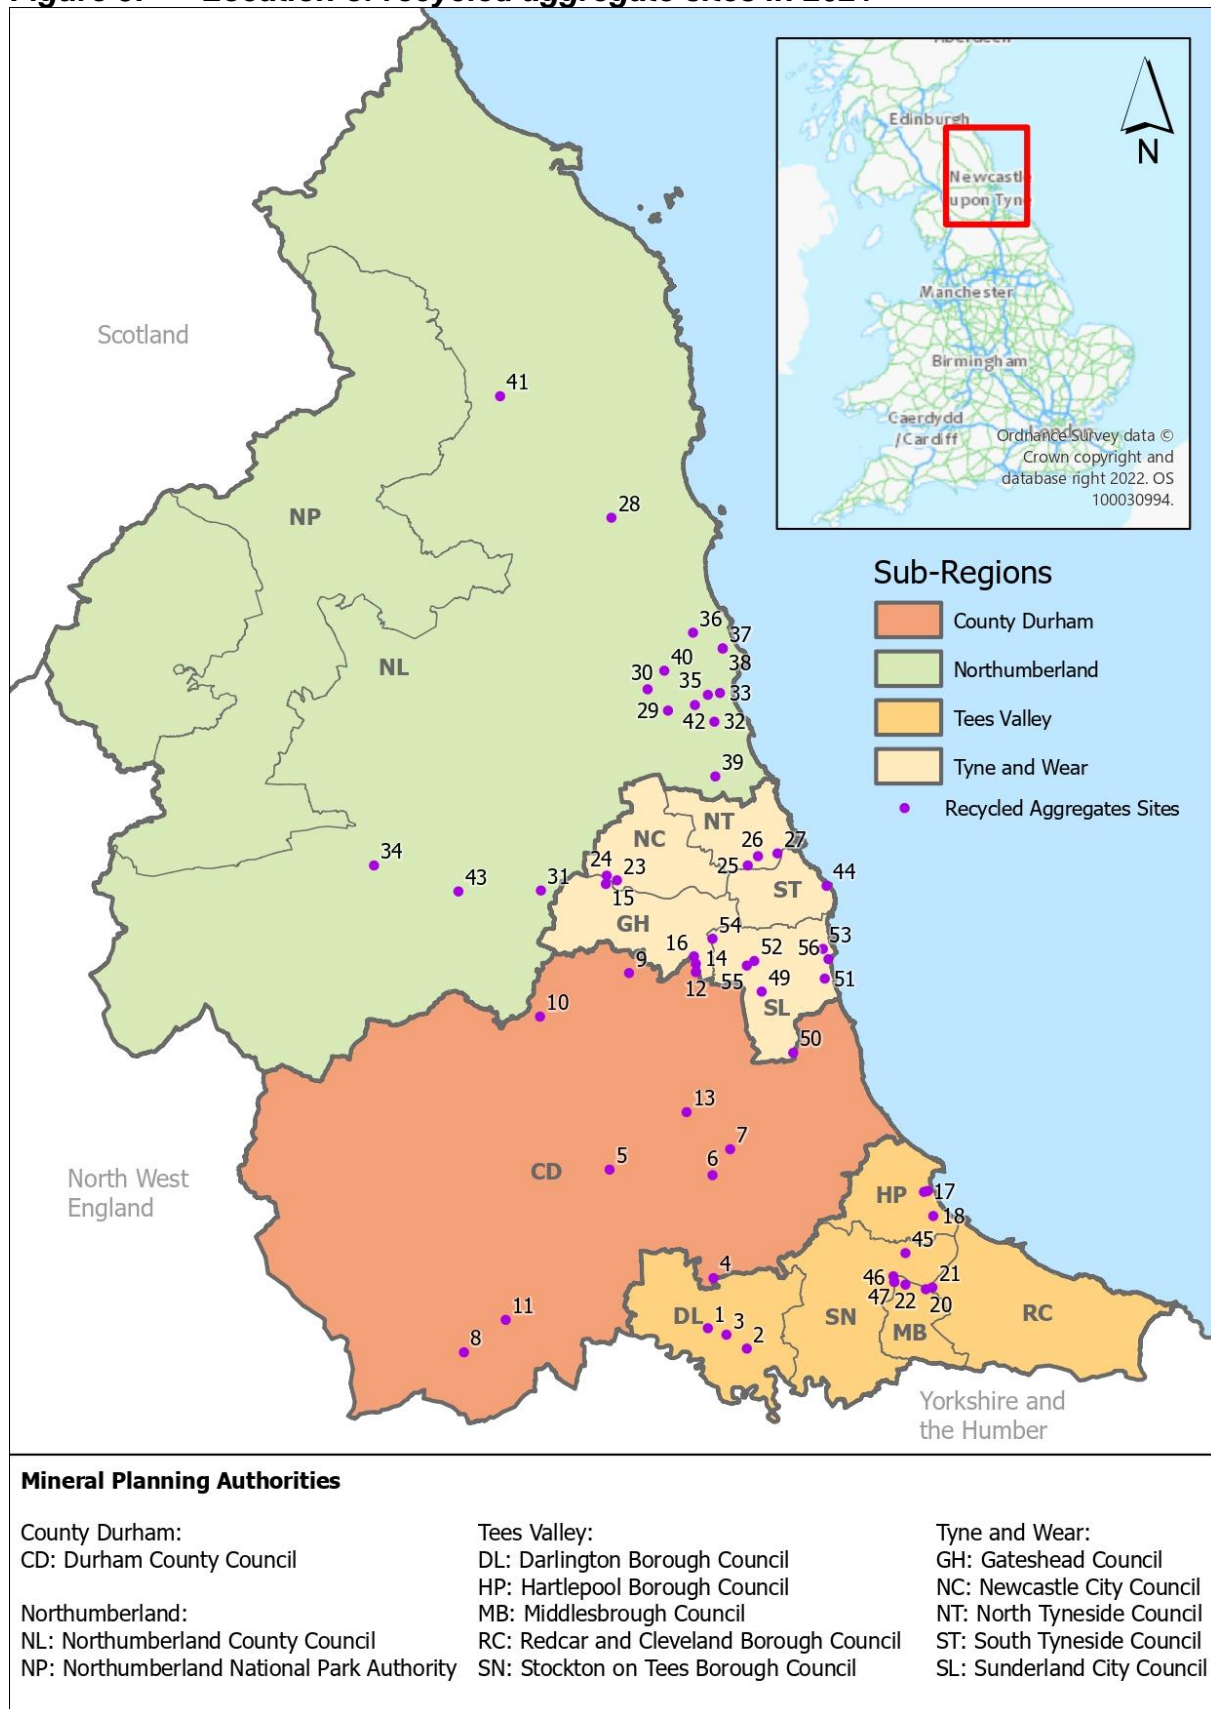 Scotland
Aberdeen
Edinburgh
Newcastle
upon Tyne
Manchester
Birmingham
Caerdydd
/Cardiff
London
Ordnance Survey data ©
Crown copyright and
database right 2022. OS
100030994.
N
Sub-Regions
County Durham
Northumberland
Tees Valley
Tyne and Wear
Recycled Aggregates Sites
41
NP
28
NL
36
37
38
40
30
35
33
29
42
32
39
NT
NC
26
27
25
24
23
15
34
43
31
44
ST
GH
54
16
14
12
9
52
56
53
55
49
51
SL
10
50
13
7
5
6
CD
North West
England
HP
17
18
45
4
46
47
22
21
20
11
8
DL
1
3
2
SN
MB
RC
Yorkshire and
the Humber
Mineral Planning Authorities
County Durham:
CD: Durham County Council
Northumberland:
NL: Northumberland County Council
NP: Northumberland National Park Authority
Tees Valley:
DL: Darlington Borough Council
HP: Hartlepool Borough Council
MB: Middlesbrough Council
RC: Redcar and Cleveland Borough Council
SN: Stockton on Tees Borough Council
Tyne and Wear:
GH: Gateshead Council
NC: Newcastle City Council
NT: North Tyneside Council
ST: South Tyneside Council
SL: Sunderland City Council